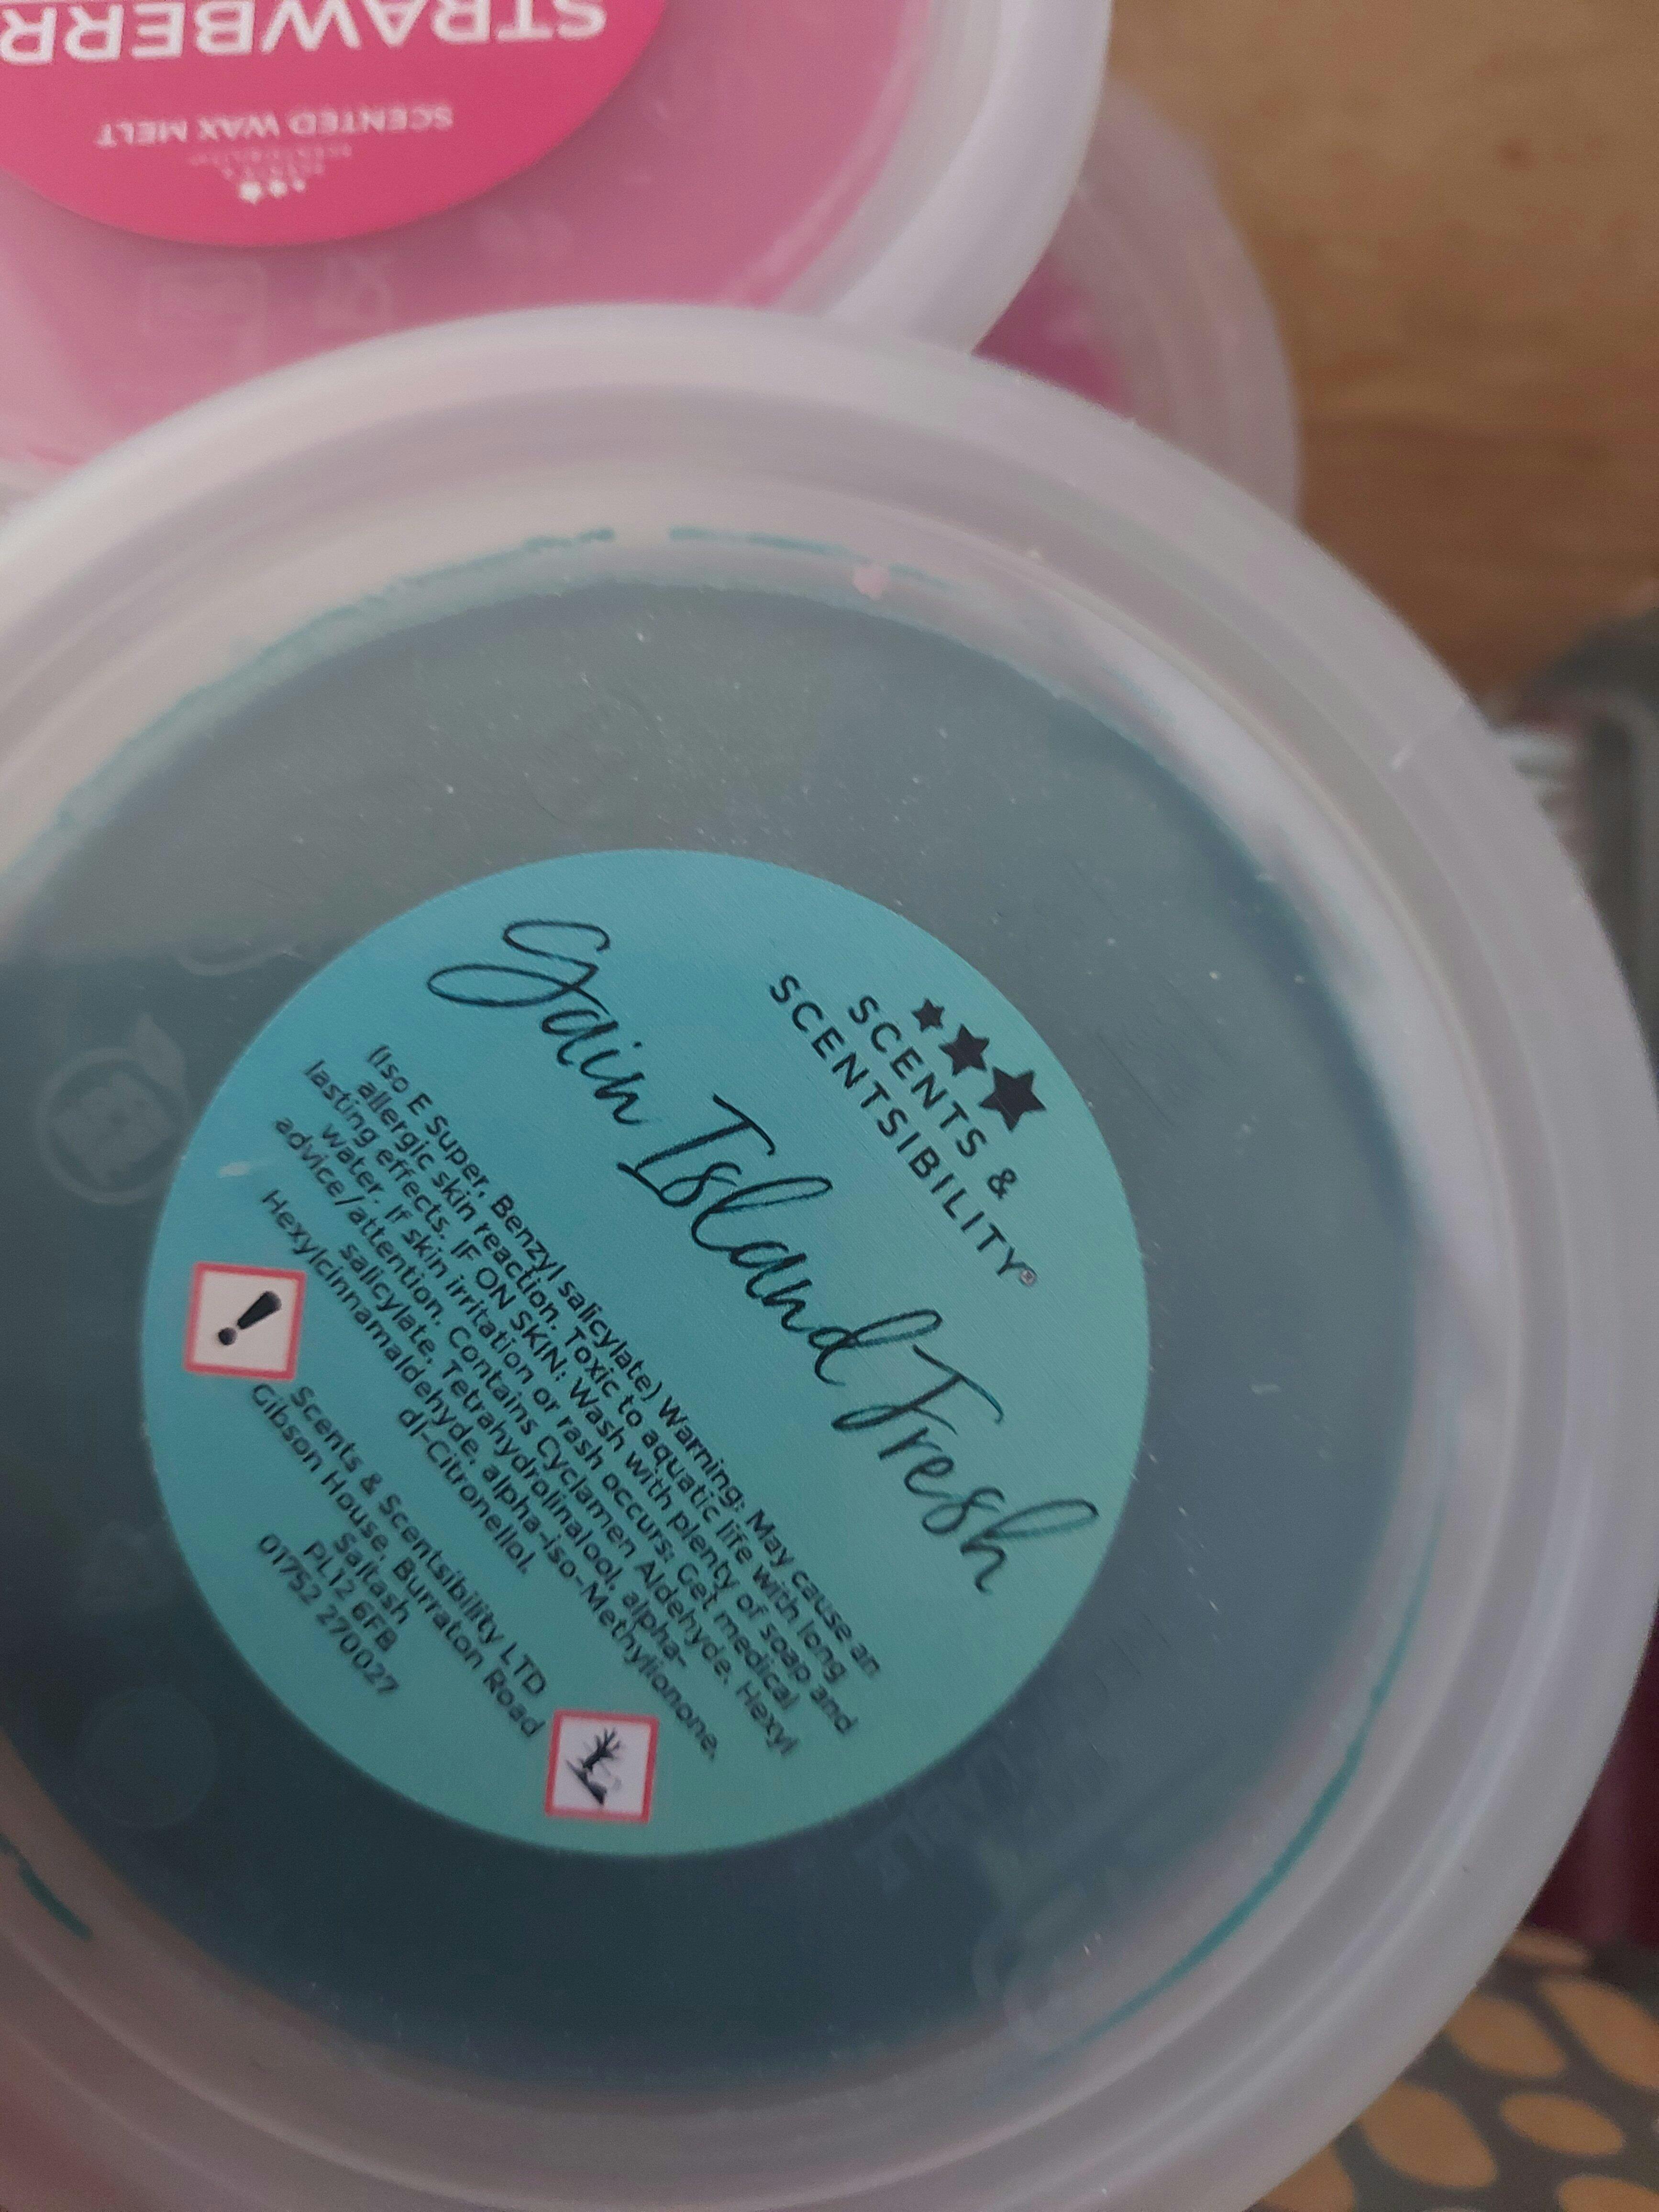 STRAWBERR
SCENTED WAX MELT
SCENTS &
SCENTSIBILITY®
Gain Island Fresh
(Iso E Super, Benzyl salicylate) Warning: May cause an
allergic skin reaction. Toxic to aquatic life with long
lasting effects. IF ON SKIN: Wash with plenty of soap and
water. If skin irritation or rash occurs: Get medical
advice/attention. Contains Cyclamen Aldehyde, Hexyl
salicylate, Tetrahydrolinalool, alpha-
Hexylcinnamaldehyde, alpha-iso-Methylionone,
dl-Citronellol.
Scents & Scentsibility LTD
Gibson House, Burraton Road
Saltash
PL12 6FB
01752 270027